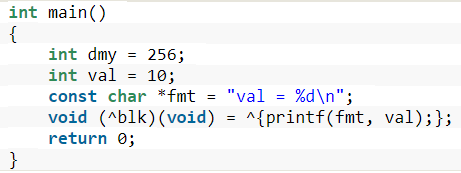 int main()
{
    int dmy = 256;
    int val = 10;
    const char *fmt = "val = %d\n";
    void (^blk)(void) = ^{printf(fmt, val);};
    return 0;
}